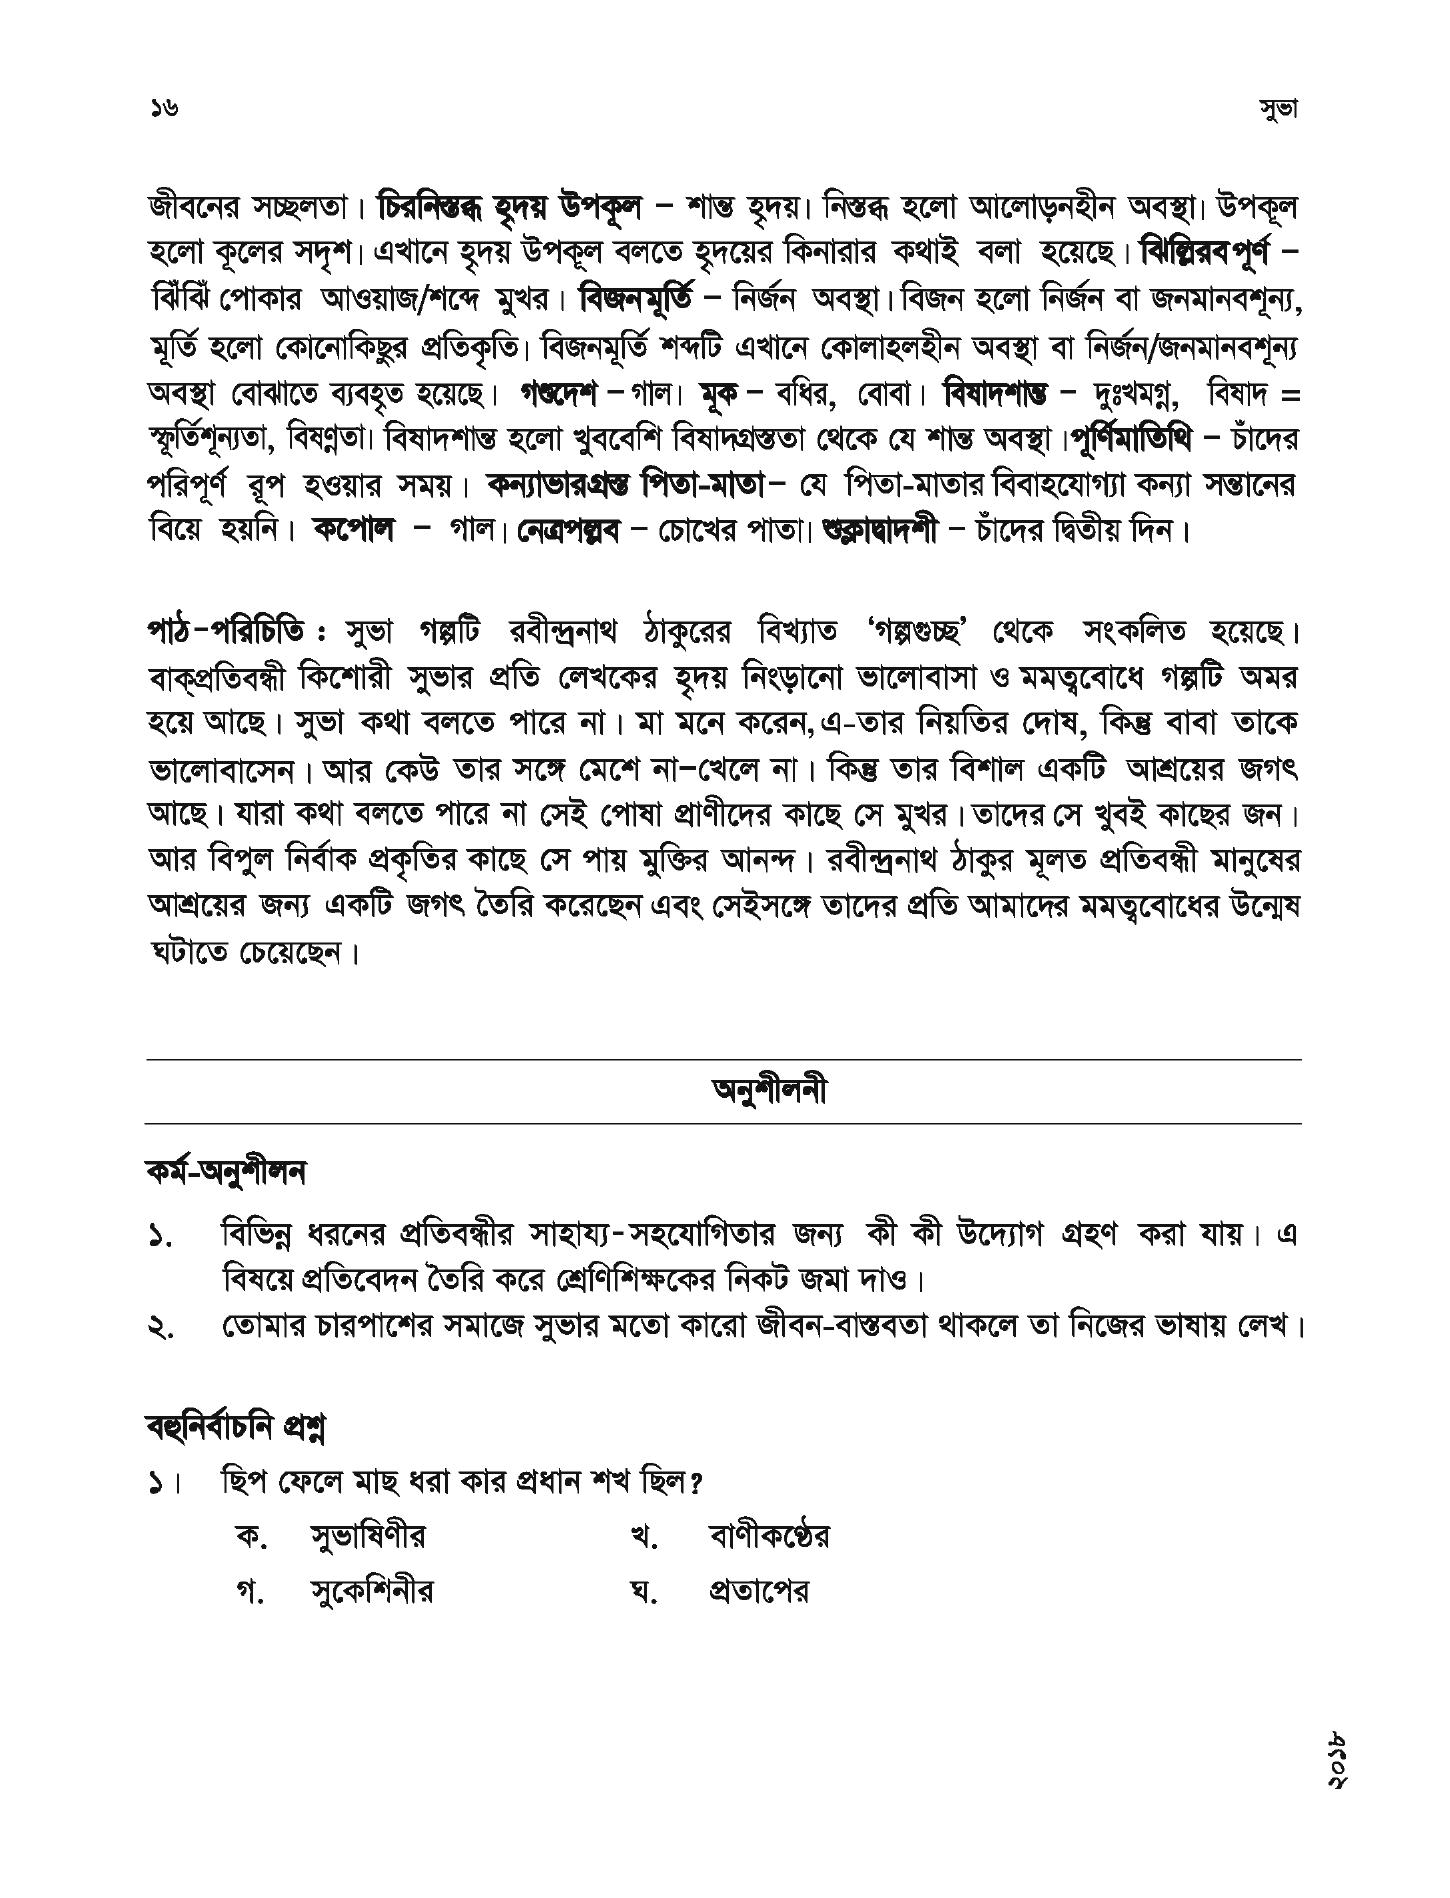 ১৬ সুভা
জীবনের সচ্ছলতা। চিরনিস্তব্ধ হৃদয় উপকূল – শান্ত হৃদয়। নিস্তব্ধ হলো আলোড়নহীন অবস্থা। উপকূল
হলো কূলের সদৃশ। এখানে হৃদয় উপকূল বলতে হৃদয়ের কিনারার কথাই বলা হয়েছে। ঝিল্লিরবপূর্ণ –
ঝিঁঝিঁ পোকার আওয়াজ/শব্দে মুখর। বিজনমূর্তি – নির্জন অবস্থা। বিজন হলো নির্জন বা জনমানবশূন্য,
মূর্তি হলো কোনোকিছুর প্রতিকৃতি। বিজনমূর্তি শব্দটি এখানে কোলাহলহীন অবস্থা বা নির্জন/জনমানবশূন্য
অবস্থা বোঝাতে ব্যবহৃত হয়েছে। গণ্ডদেশ – গাল। মূক – বধির, বোবা। বিষাদশান্ত – দুঃখমগ্ন, বিষাদ =
স্ফূর্তিশূন্যতা, বিষণ্নতা। বিষাদশান্ত হলো খুববেশি বিষাদগ্রস্ততা থেকে যে শান্ত অবস্থা। পূর্ণিমাতিথি – চাঁদের
পরিপূর্ণ রূপ হওয়ার সময়। কন্যাভারগ্রস্ত পিতা-মাতা – যে পিতা-মাতার বিবাহযোগ্যা কন্যা সন্তানের
বিয়ে হয়নি। কপোল – গাল। নেত্রপল্লব – চোখের পাতা। শুক্লাদ্বাদশী – চাঁদের দ্বিতীয় দিন।
পাঠ-পরিচিতি : সুভা গল্পটি রবীন্দ্রনাথ ঠাকুরের বিখ্যাত ‘গল্পগুচ্ছ’ থেকে সংকলিত হয়েছে।
বাক্‌প্রতিবন্ধী কিশোরী সুভার প্রতি লেখকের হৃদয় নিংড়ানো ভালোবাসা ও মমত্ববোধে গল্পটি অমর
হয়ে আছে। সুভা কথা বলতে পারে না। মা মনে করেন, এ-তার নিয়তির দোষ, কিন্তু বাবা তাকে
ভালোবাসেন। আর কেউ তার সঙ্গে মেশে না–খেলে না। কিন্তু তার বিশাল একটি আশ্রয়ের জগৎ
আছে। যারা কথা বলতে পারে না সেই পোষা প্রাণীদের কাছে সে মুখর। তাদের সে খুবই কাছের জন।
আর বিপুল নির্বাক প্রকৃতির কাছে সে পায় মুক্তির আনন্দ। রবীন্দ্রনাথ ঠাকুর মূলত প্রতিবন্ধী মানুষের
আশ্রয়ের জন্য একটি জগৎ তৈরি করেছেন এবং সেইসঙ্গে তাদের প্রতি আমাদের মমত্ববোধের উন্মেষ
ঘটাতে চেয়েছেন।
অনুশীলনী
কর্ম-অনুশীলন
১. বিভিন্ন ধরনের প্রতিবন্ধীর সাহায্য-সহযোগিতার জন্য কী কী উদ্যোগ গ্রহণ করা যায়। এ
বিষয়ে প্রতিবেদন তৈরি করে শ্রেণিশিক্ষকের নিকট জমা দাও।
২. তোমার চারপাশের সমাজে সুভার মতো কারো জীবন-বাস্তবতা থাকলে তা নিজের ভাষায় লেখ।
বহুনির্বাচনি প্রশ্ন
১। ছিপ ফেলে মাছ ধরা কার প্রধান শখ ছিল?
ক. সুভাষিণীর খ. বাণীকণ্ঠের
গ. সুকেশিনীর ঘ. প্রতাপের
২০১৮